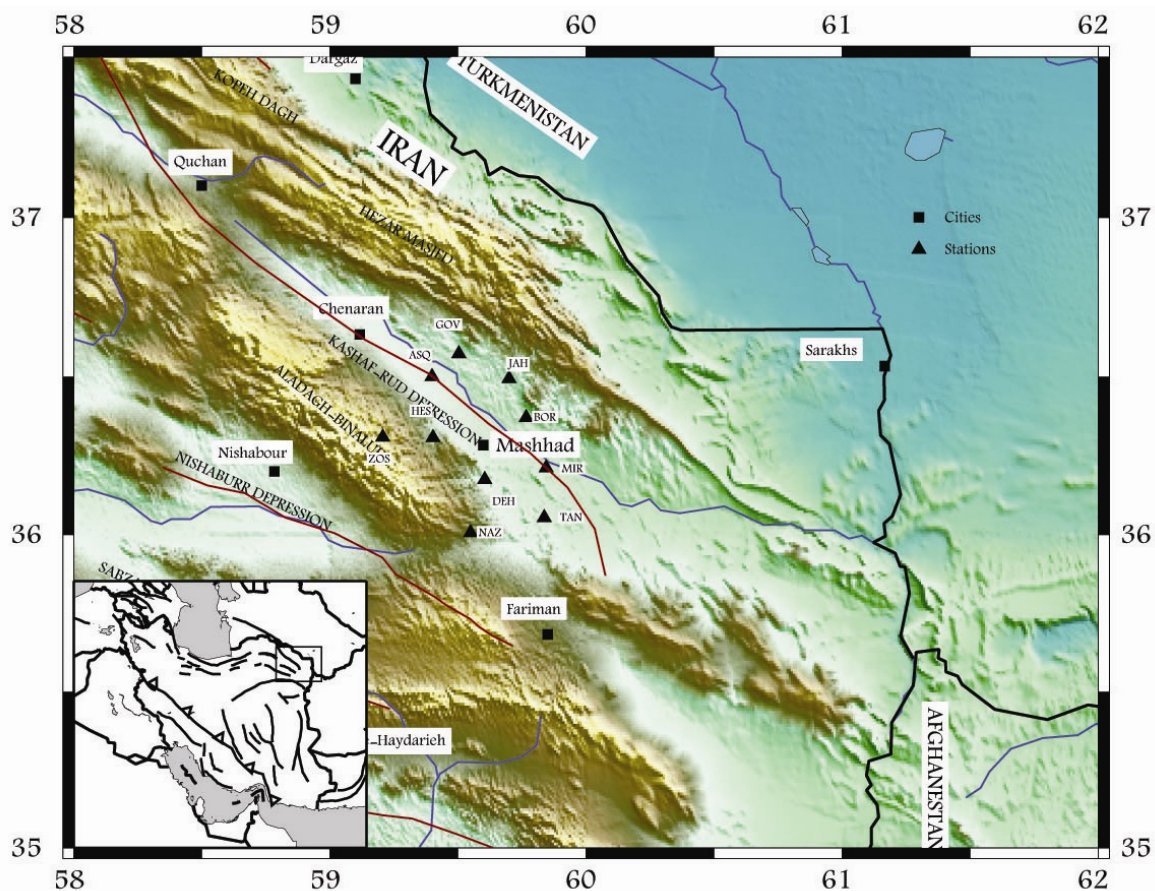 58
59
60
61
62
Dargaz
TURKMENISTAN
KOPEH DAGH
IRAN
Quchan
37
37
Cities
HEZAR MASJED
Stations
Chenaran
GOV
Sarakhs
ASQ
JAH
KASHAF-RUD DEPRESSION
ALADAGH-BINALUD
HES
BOR
Mashhad
Nishabour
ZOS
MIR
NISHABURR DEPRESSION
DEH
TAN
36
NAZ
36
Fariman
AFGHANESTAN
-Haydarieh
35
35
58
59
60
61
62